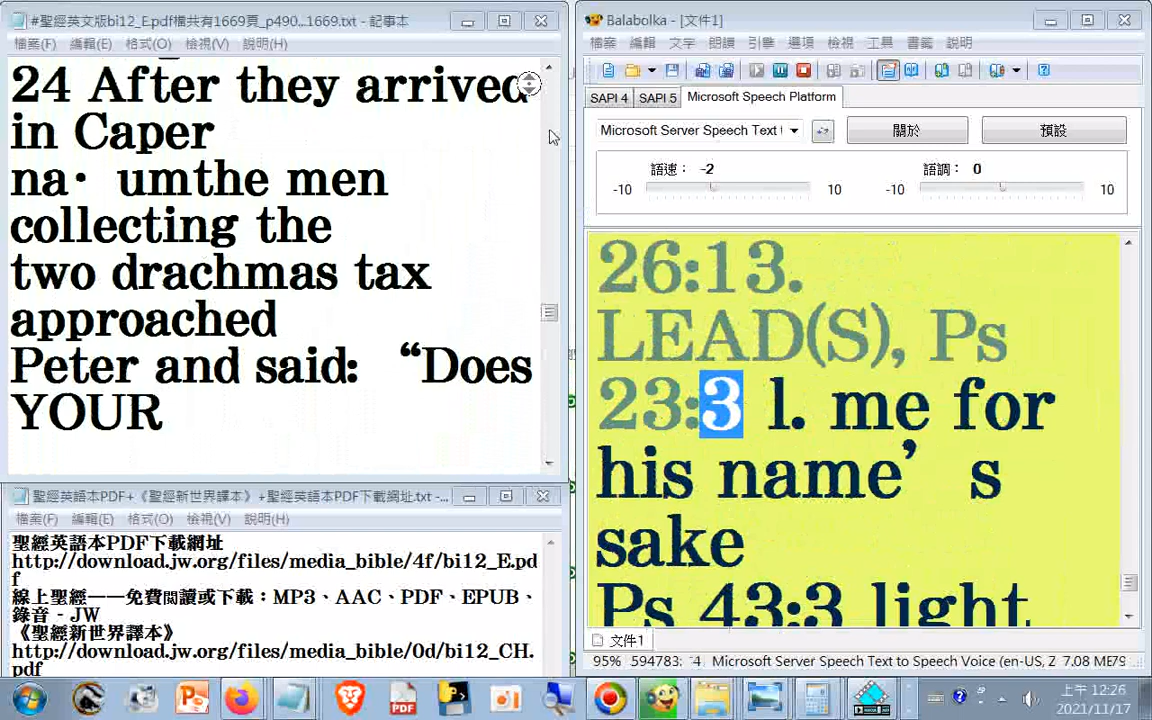 #聖經英文版bi12_E.pdf橫共有1669頁_p490...1669.txt - 記事本
檔案(F) 編輯(E) 格式(O) 檢視(V) 說明(H)
24 After they arrived
in Caper
na· umthe men
collecting the
two drachmas tax
approached
Peter and said: “Does
YOUR
聖經英語本PDF+《聖經新世界譯本》+聖經英語本PDF下載網址.txt - ...
檔案(F) 編輯(E) 格式(O) 檢視(V) 說明(H)
聖經英語本PDF下載網址
http://download.jw.org/files/media_bible/4f/bi12_E.pd
f
線上聖經——免費閱讀或下載：MP3、AAC、PDF、EPUB、
錄音 - JW
《聖經新世界譯本》
http://download.jw.org/files/media_bible/0d/bi12_CH.
pdf
Balabolka - [文件1]
檔案 編輯 文字 朗讀 引擎 選項 檢視 工具 書籤 說明
SAPI 4 SAPI 5 Microsoft Speech Platform
Microsoft Server Speech Text 關於 預設
語速： -2 語調： 0
-10 10 -10 10
26:13.
LEAD(S), Ps
23:3 l. me for
his name’s
sake
Ps 43:3 light
文件1
95% 594783: Microsoft Server Speech Text to Speech Voice (en-US, Z 7.08 ME
上午 12:26
2021/11/17